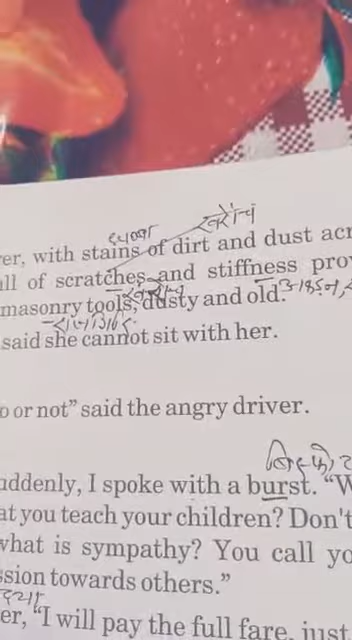 खरोंच
er, with stains of dirt and dust acr
ll of scratches and stiffness prov
masonry tools, dusty and old.
said she cannot sit with her.
o or not” said the angry driver.
uddenly, I spoke with a burst. “W
at you teach your children? Don't
what is sympathy? You call yo
ssion towards others.”
er, “I will pay the full fare, just